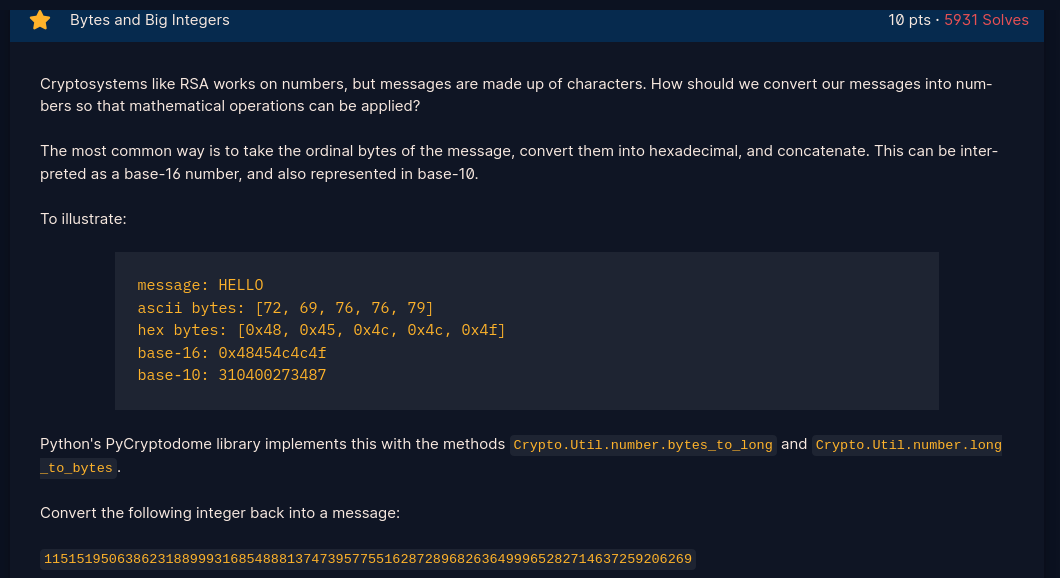 Bytes and Big Integers
10 pts · 5931 Solves
Cryptosystems like RSA works on numbers, but messages are made up of characters. How should we convert our messages into num-
bers so that mathematical operations can be applied?
The most common way is to take the ordinal bytes of the message, convert them into hexadecimal, and concatenate. This can be inter-
preted as a base-16 number, and also represented in base-10.
To illustrate:
message: HELLO
ascii bytes: [72, 69, 76, 76, 79]
hex bytes: [0x48, 0x45, 0x4c, 0x4c, 0x4f]
base-16: 0x48454c4c4f
base-10: 310400273487
Python's PyCryptodome library implements this with the methods Crypto.Util.number.bytes_to_long and Crypto.Util.number.long
_to_bytes.
Convert the following integer back into a message:
11515195063862318899931685488813747395775516287289682636499965282714637259206269